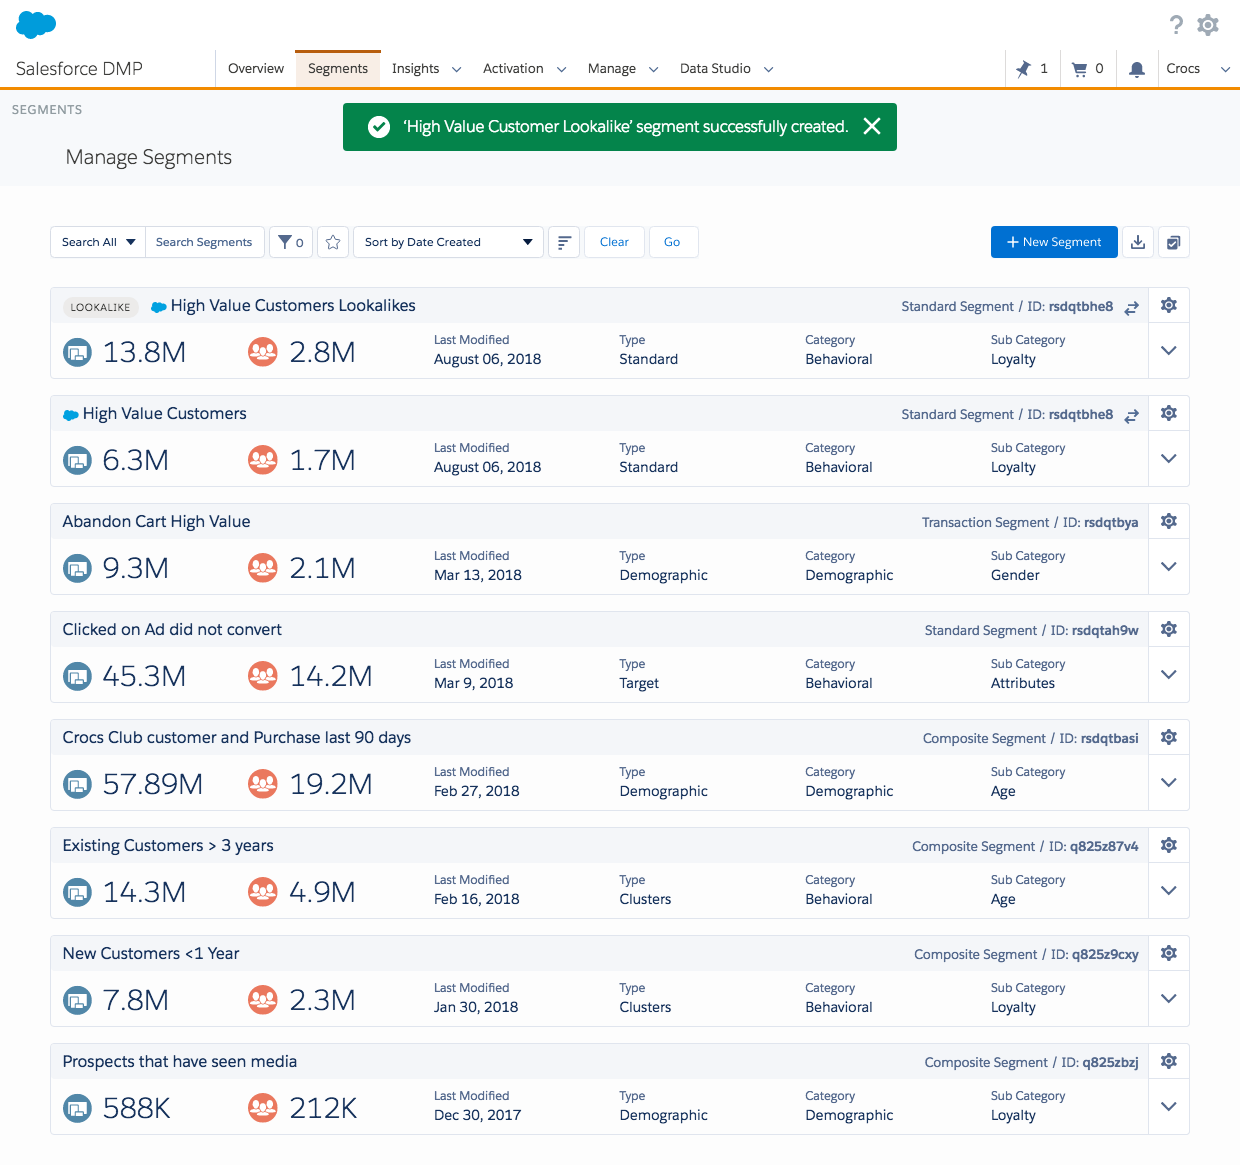 ?
Salesforce DMP Overview Segments Insights Activation Manage Data Studio 1 0 Crocs
SEGMENTS
‘High Value Customer Lookalike’ segment successfully created.
Manage Segments
Search All Search Segments 0 Sort by Date Created Clear Go + New Segment
LOOKALIKE High Value Customers Lookalikes Standard Segment / ID: rsdqtbhe8
13.8M 2.8M
Last Modified Type Category Sub Category
August 06, 2018 Standard Behavioral Loyalty
High Value Customers Standard Segment / ID: rsdqtbhe8
6.3M 1.7M
Last Modified Type Category Sub Category
August 06, 2018 Standard Behavioral Loyalty
Abandon Cart High Value Transaction Segment / ID: rsdqtbya
9.3M 2.1M
Last Modified Type Category Sub Category
Mar 13, 2018 Demographic Demographic Gender
Clicked on Ad did not convert Standard Segment / ID: rsdqtah9w
45.3M 14.2M
Last Modified Type Category Sub Category
Mar 9, 2018 Target Behavioral Attributes
Crocs Club customer and Purchase last 90 days Composite Segment / ID: rsdqtbasi
57.89M 19.2M
Last Modified Type Category Sub Category
Feb 27, 2018 Demographic Demographic Age
Existing Customers > 3 years Composite Segment / ID: q825z87v4
14.3M 4.9M
Last Modified Type Category Sub Category
Feb 16, 2018 Clusters Behavioral Age
New Customers <1 Year Composite Segment / ID: q825z9cxy
7.8M 2.3M
Last Modified Type Category Sub Category
Jan 30, 2018 Clusters Behavioral Loyalty
Prospects that have seen media Composite Segment / ID: q825zbzj
588K 212K
Last Modified Type Category Sub Category
Dec 30, 2017 Demographic Demographic Loyalty